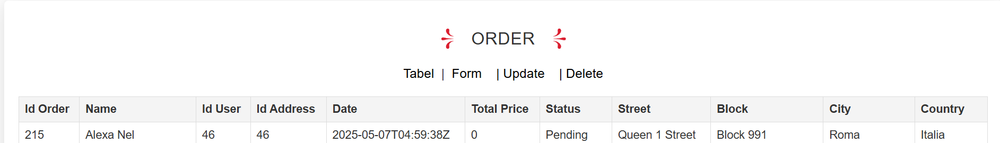 ORDER
Tabel | Form | Update | Delete
Id Order Name Id User Id Address Date Total Price Status Street Block City Country
215 Alexa Nel 46 46 2025-05-07T04:59:38Z 0 Pending Queen 1 Street Block 991 Roma Italia